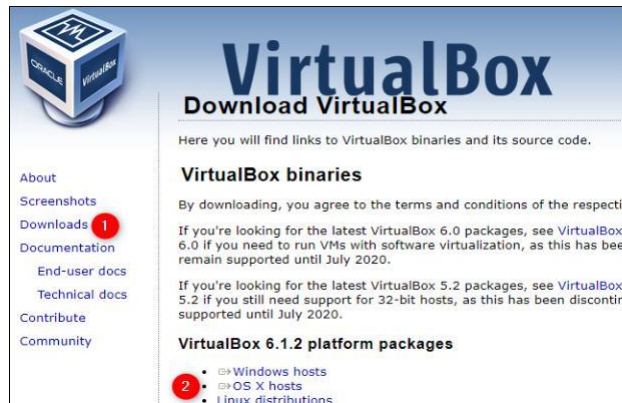 ORACLE
VirtualBox
VirtualBox
Download VirtualBox
Here you will find links to VirtualBox binaries and its source code.
About
Screenshots
Downloads 1
Documentation
End-user docs
Technical docs
Contribute
Community
VirtualBox binaries
By downloading, you agree to the terms and conditions of the respecti
If you're looking for the latest VirtualBox 6.0 packages, see VirtualBox
6.0 if you need to run VMs with software virtualization, as this has bee
remain supported until July 2020.
If you're looking for the latest VirtualBox 5.2 packages, see VirtualBox
5.2 if you still need support for 32-bit hosts, as this has been discontin
supported until July 2020.
VirtualBox 6.1.2 platform packages
Windows hosts
2 OS X hosts
Linux distributions